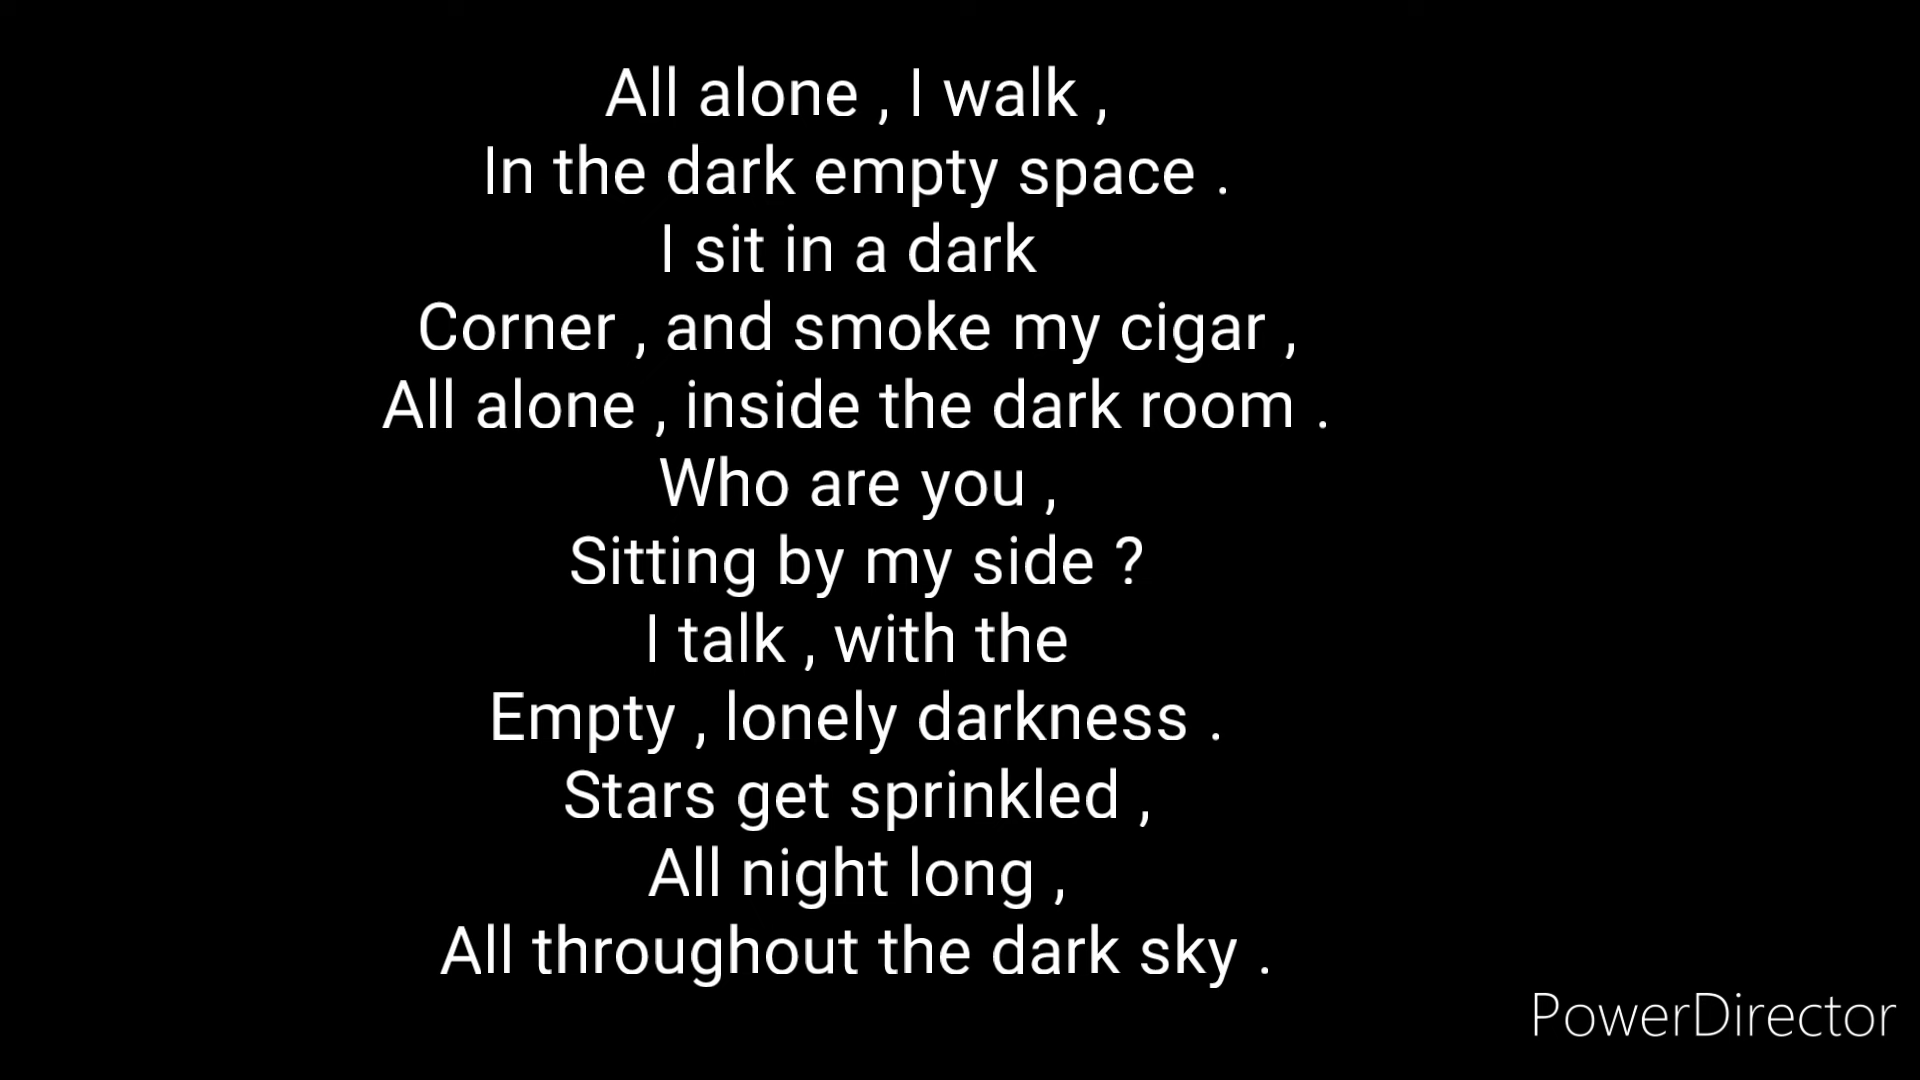 All alone , I walk ,
In the dark empty space .
I sit in a dark
Corner , and smoke my cigar ,
All alone , inside the dark room .
Who are you ,
Sitting by my side ?
I talk , with the
Empty , lonely darkness .
Stars get sprinkled ,
All night long ,
All throughout the dark sky .
PowerDirector